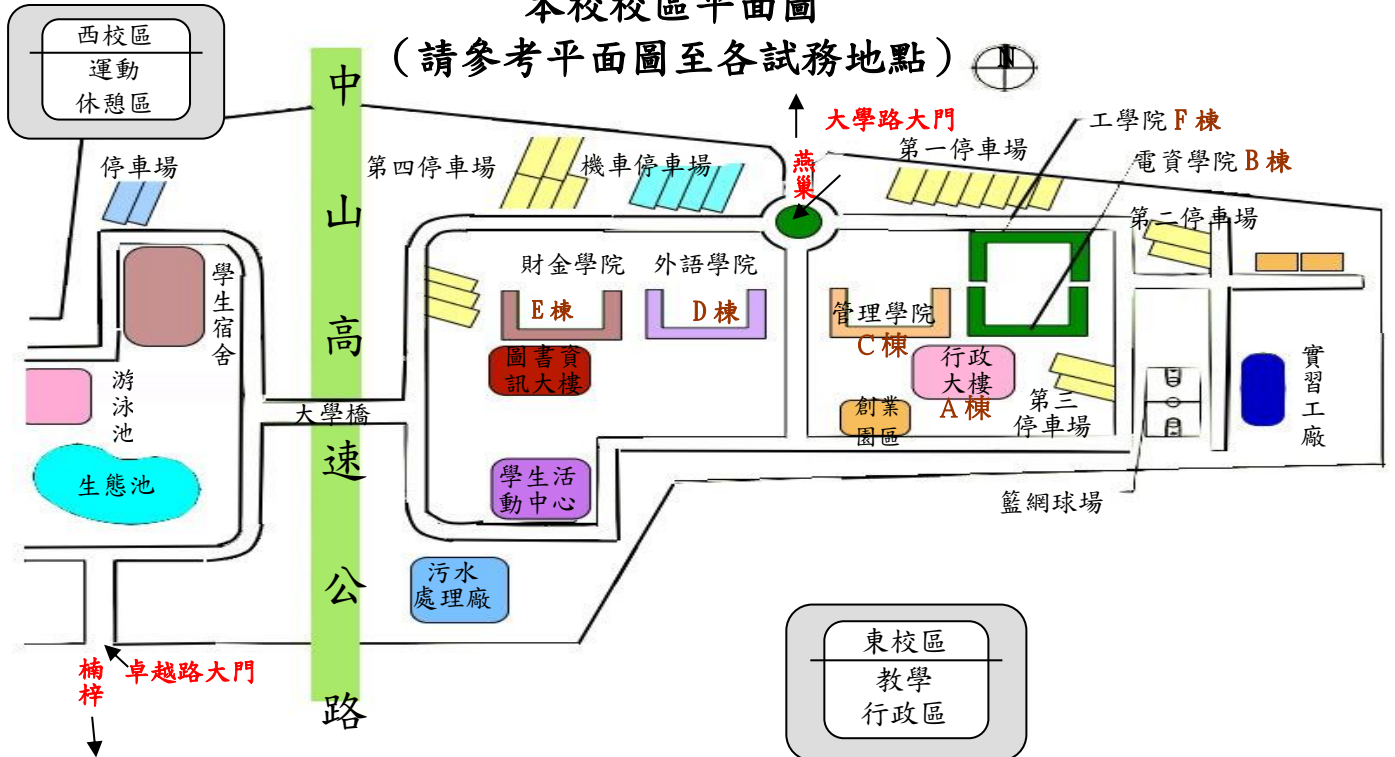 本校校區平面圖
（請參考平面圖至各試務地點）
西校區
運動
休憩區
N
中山高速公路
大學路大門
燕巢
工學院 F 棟
電資學院 B 棟
停車場
第四停車場
機車停車場
第一停車場
第二停車場
學生宿舍
財金學院
外語學院
E 棟
D 棟
管理學院
C 棟
圖書資
訊大樓
行政
大樓
A 棟
創業
園區
第三
停車場
實習工廠
游泳池
大學橋
生態池
學生活
動中心
籃網球場
污水
處理廠
東校區
教學
行政區
楠梓
卓越路大門